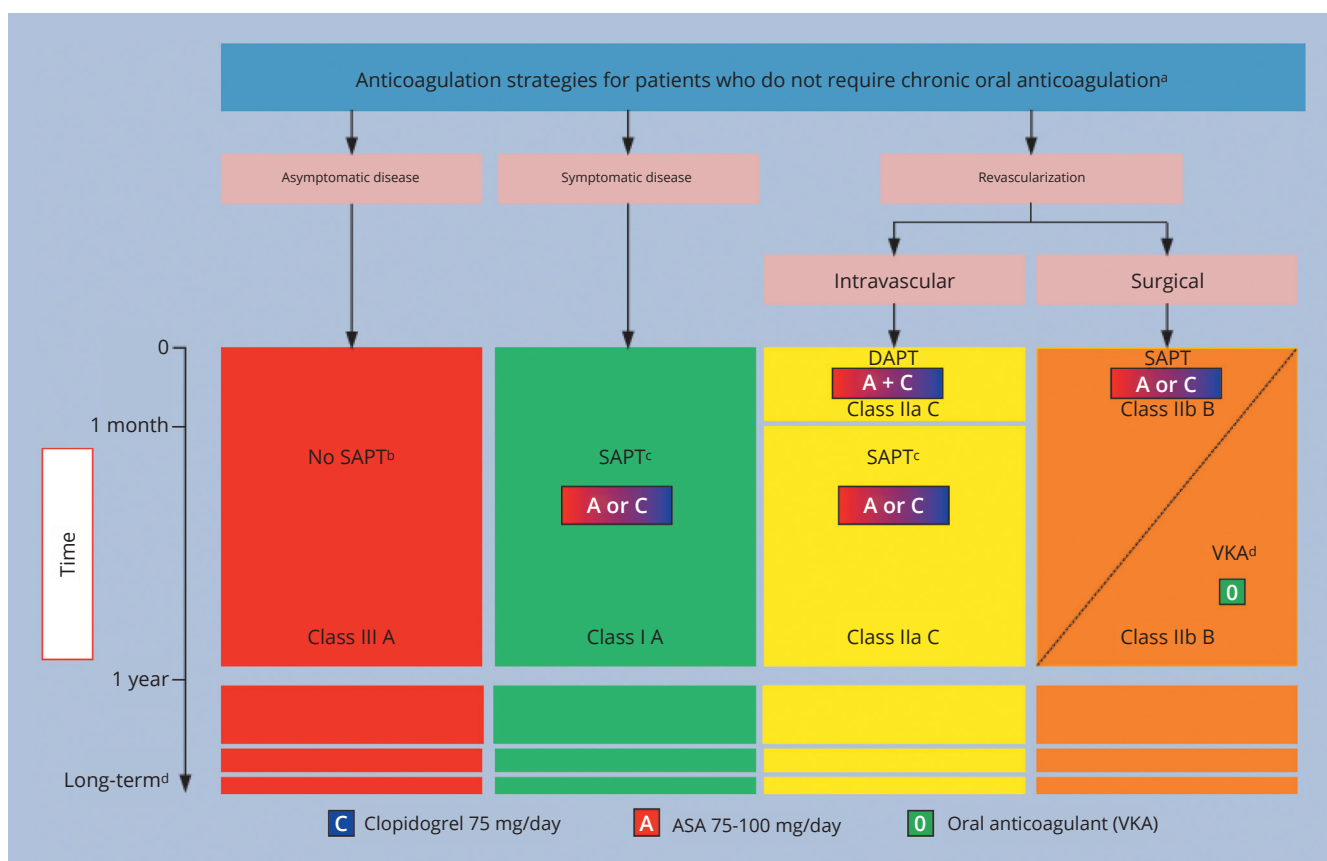 Anticoagulation strategies for patients who do not require chronic oral anticoagulationᵃ
Asymptomatic disease
Symptomatic disease
Revascularization
Intravascular
Surgical
0
1 month
Time
1 year
Long-termᵈ
No SAPTᵇ
Class III A
SAPTᶜ
A or C
Class I A
DAPT
A + C
Class IIa C
SAPTᶜ
A or C
Class IIa C
SAPT
A or C
Class IIb B
VKAᵈ
0
Class IIb B
C Clopidogrel 75 mg/day
A ASA 75-100 mg/day
0 Oral anticoagulant (VKA)